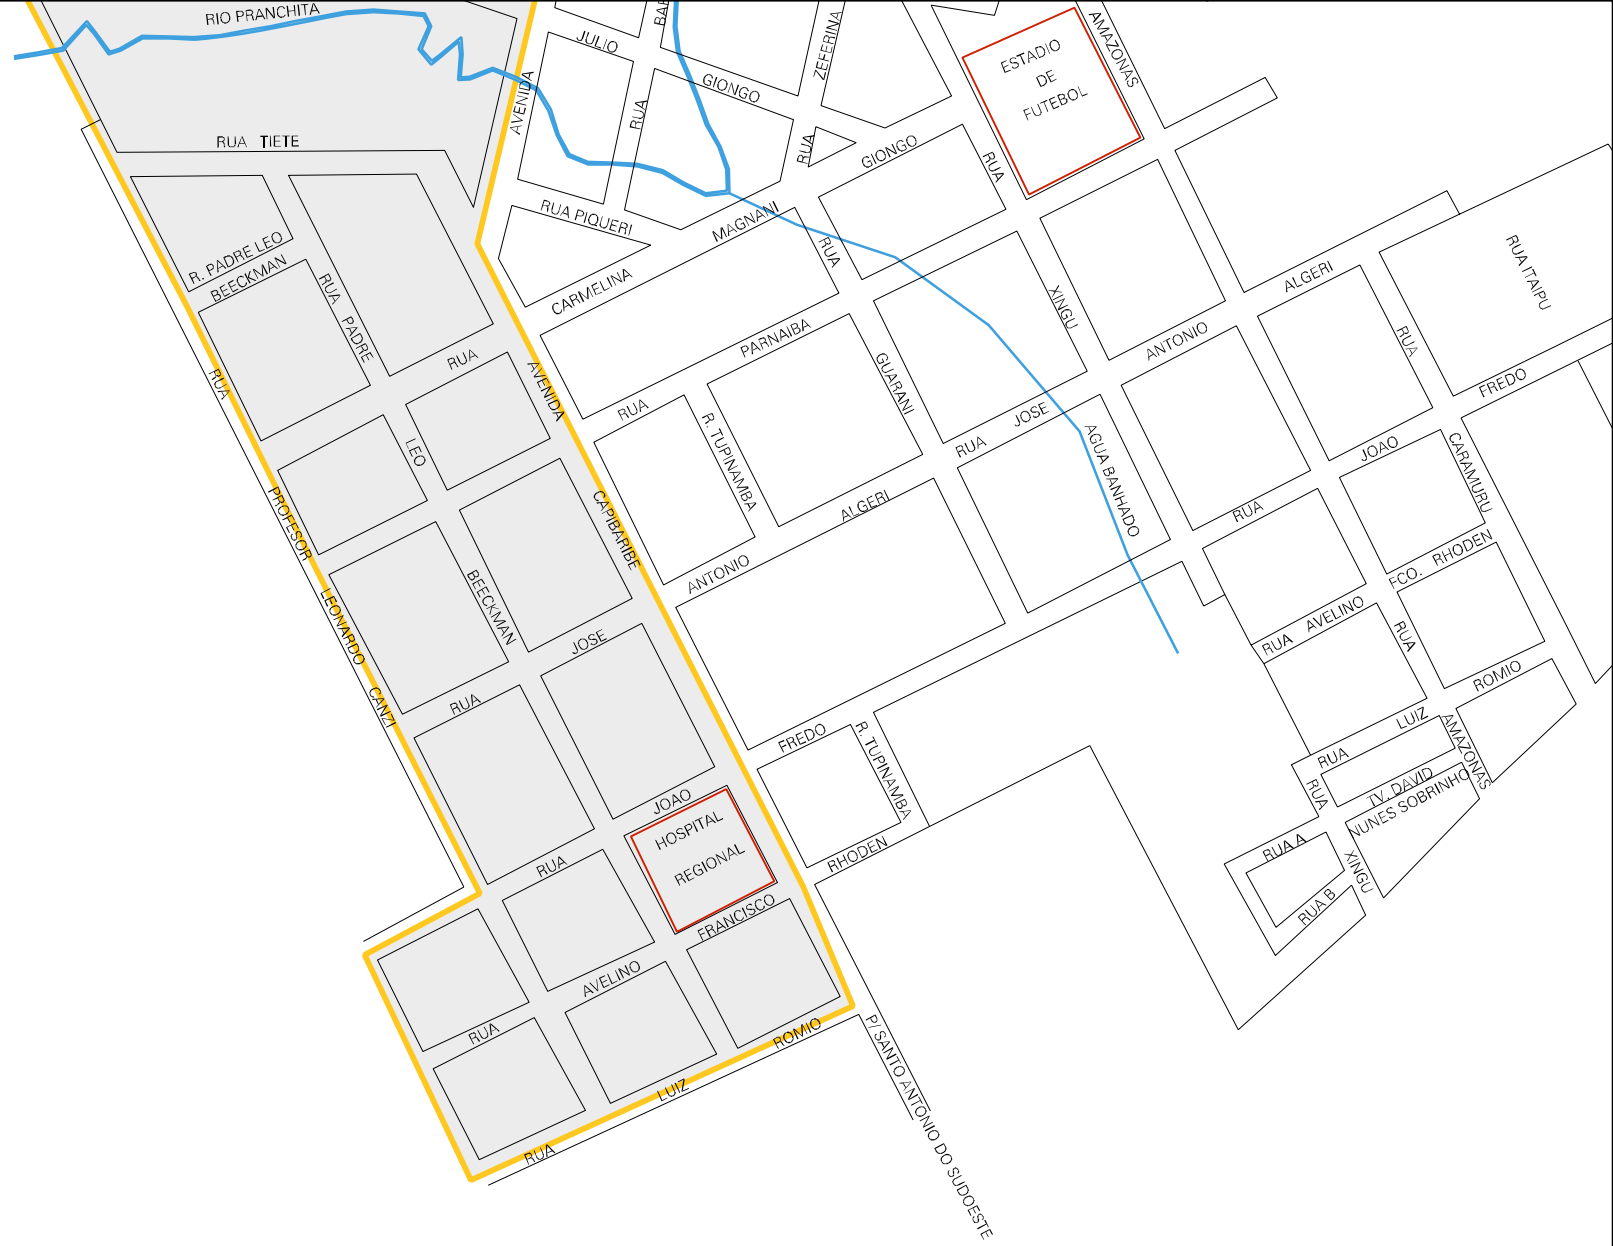 RIO PRANCHITA
JULIO
BAR
ZEFERINA
AMAZONAS
ESTADIO
DE
FUTEBOL
AVENIDA
RUA
GIONGO
RUA
GIONGO
RUA
RUA TIETE
R. PADRE LEO
BEECKMAN
RUA PADRE
RUA PIQUERI
CARMELINA
MAGNANI
RUA
XINGU
ALGERI
RUA ITAIPU
RUA
AVENIDA
RUA
PARNAIBA
GUARANI
ANTONIO
RUA
FREDO
RUA
LEO
R. TUPINAMBA
RUA JOSE
AGUA BANHADO
JOAO
CARAMURU
PROFESOR
CAPIBARIBE
ALGERI
RUA
LEONARDO
BEECKMAN
ANTONIO
FCO. RHODEN
JOSE
RUA AVELINO
RUA
CANZI
RUA
FREDO
R. TUPINAMBA
ROMIO
LUIZ
AMAZONAS
RUA
RUA
JOAO
TV. DAVID
NUNES SOBRINHO
HOSPITAL
REGIONAL
RUA
RHODEN
RUA A
XINGU
RUA B
FRANCISCO
AVELINO
RUA
ROMIO
LUIZ
RUA
P/ SANTO ANTONIO DO SUDOESTE